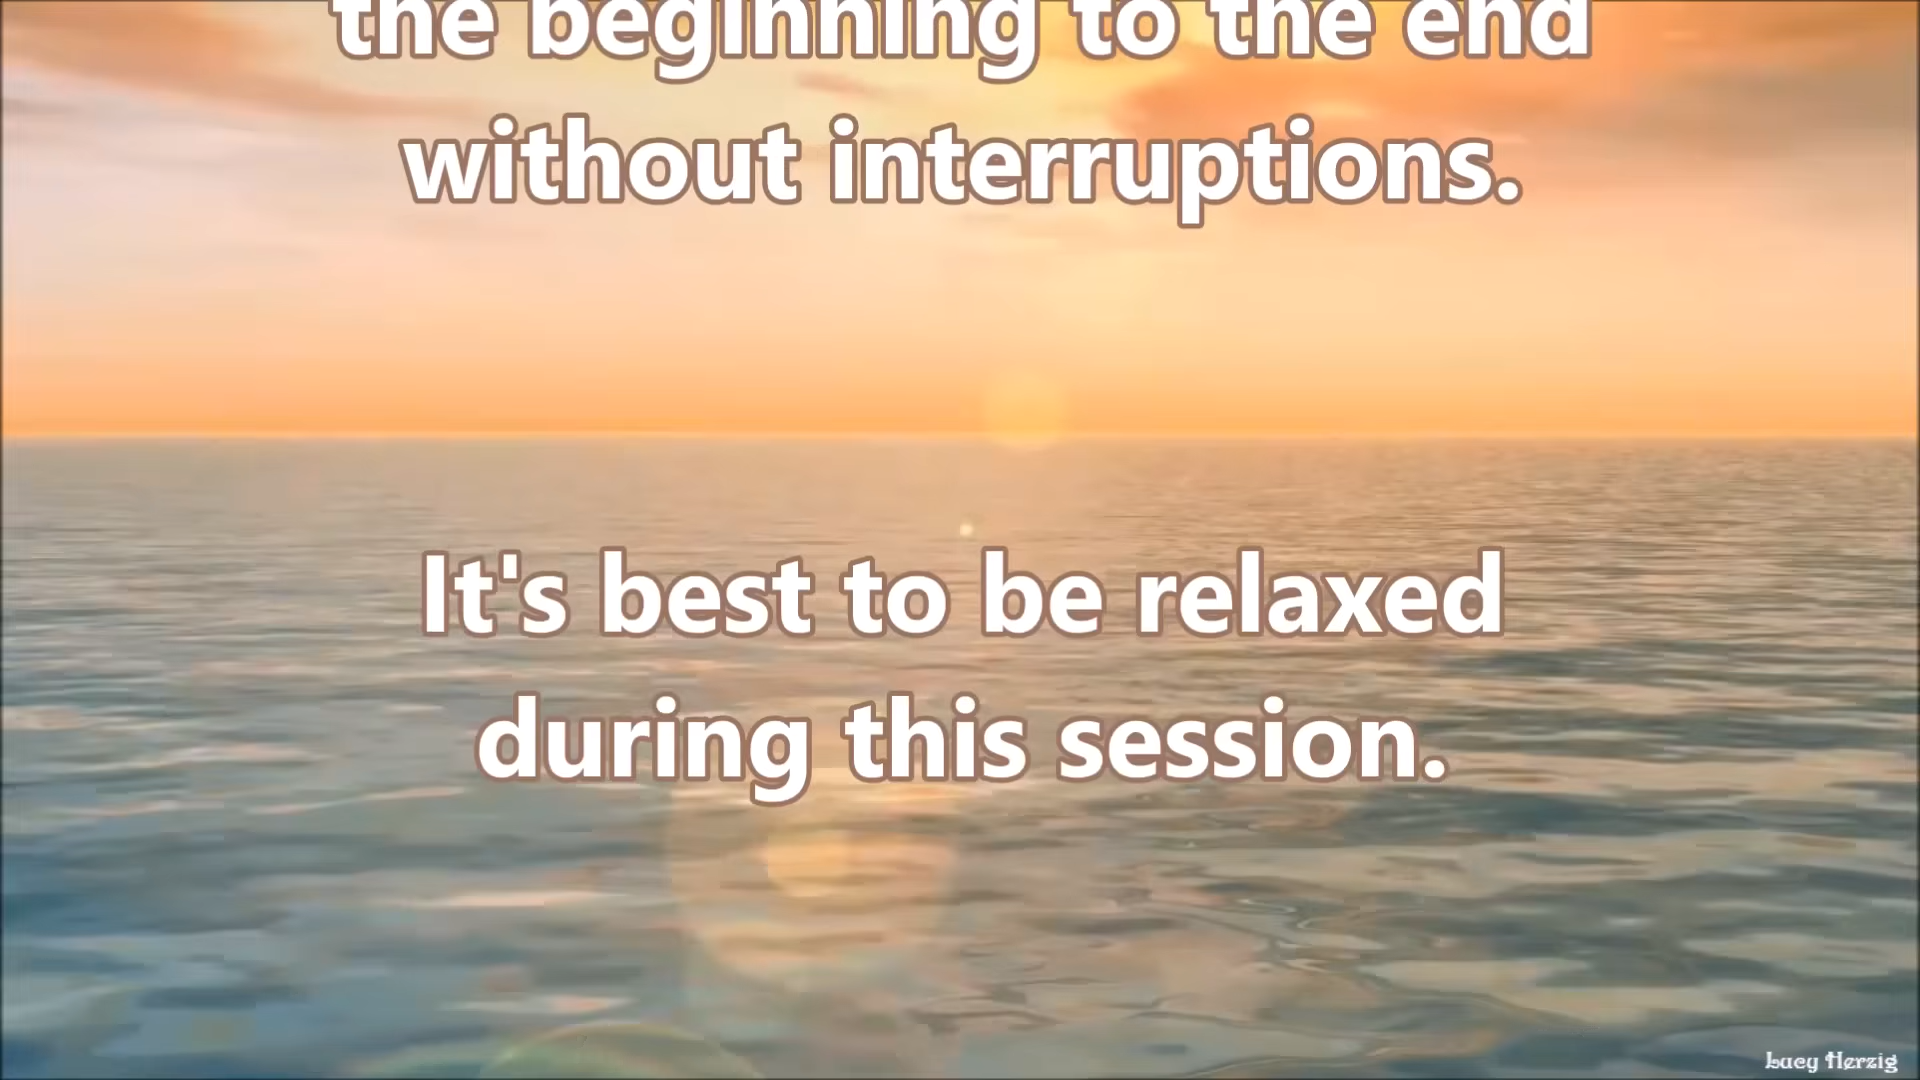 the beginning to the end
without interruptions.
It's best to be relaxed
during this session.
Lucy Herzig